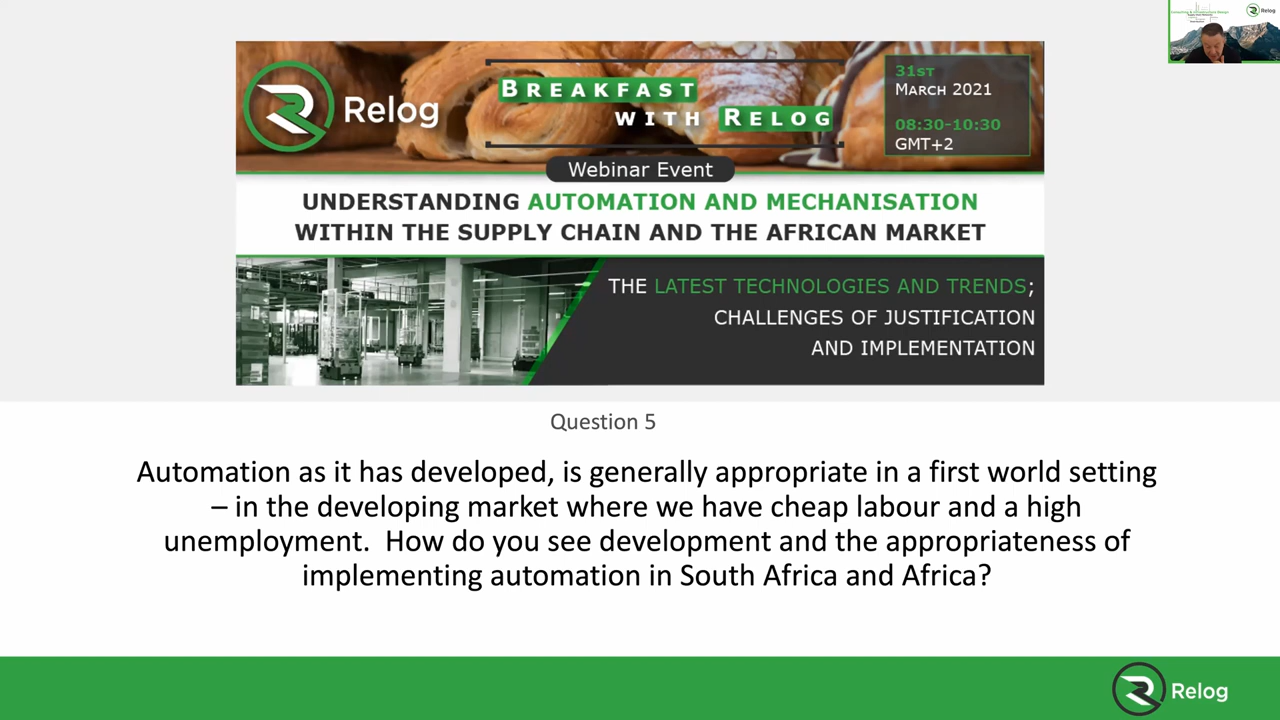 Relog
Relog
BREAKFAST
WITH RELOG
31ST
MARCH 2021
08:30-10:30
GMT+2
Webinar Event
UNDERSTANDING AUTOMATION AND MECHANISATION
WITHIN THE SUPPLY CHAIN AND THE AFRICAN MARKET
THE LATEST TECHNOLOGIES AND TRENDS;
CHALLENGES OF JUSTIFICATION
AND IMPLEMENTATION
Question 5
Automation as it has developed, is generally appropriate in a first world setting
– in the developing market where we have cheap labour and a high
unemployment.  How do you see development and the appropriateness of
implementing automation in South Africa and Africa?
Relog